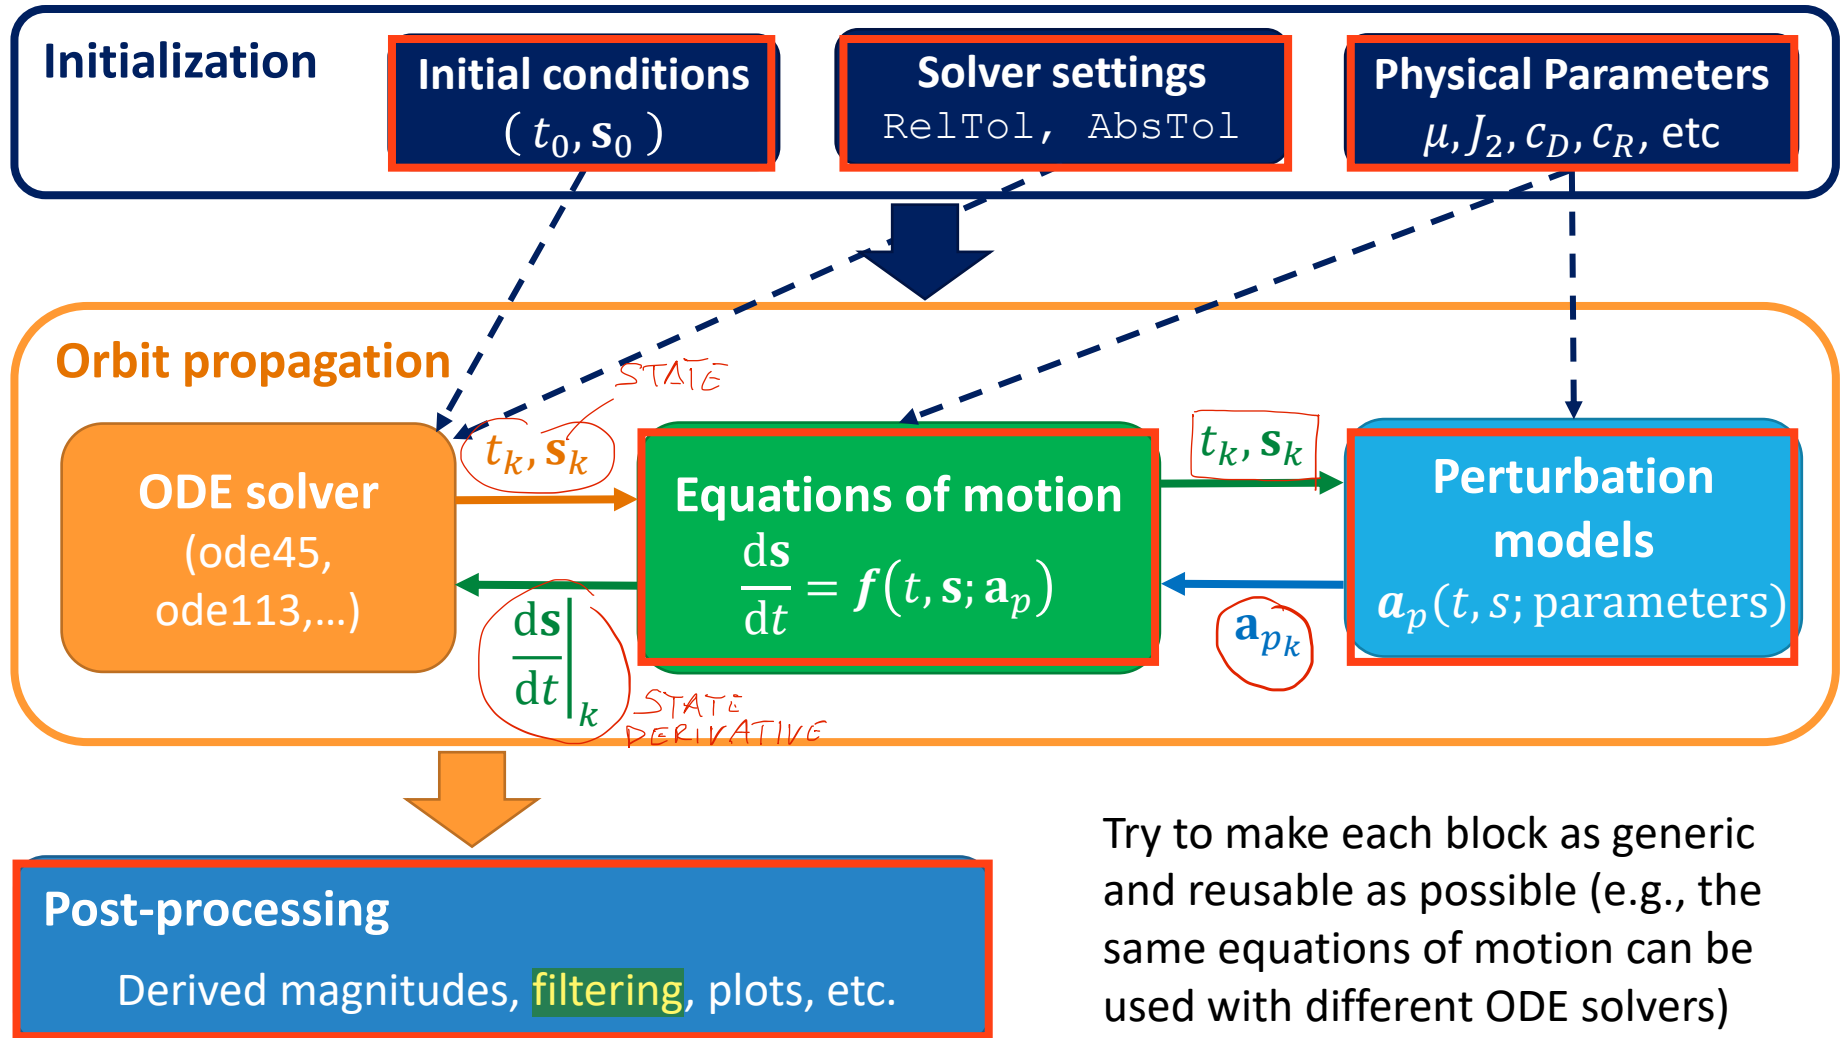 Initialization
Initial conditions
( t₀, s₀ )
Solver settings
RelTol, AbsTol
Physical Parameters
μ, J₂, c_D, c_R, etc
Orbit propagation
STATE
ODE solver
(ode45,
ode113,...)
t_k, s_k
ds/dt|_k
STATE
DERIVATIVE
Equations of motion
ds/dt = f(t, s; a_p)
t_k, s_k
a_{p_k}
Perturbation
models
a_p(t, s; parameters)
Post-processing
Derived magnitudes, filtering, plots, etc.
Try to make each block as generic
and reusable as possible (e.g., the
same equations of motion can be
used with different ODE solvers)